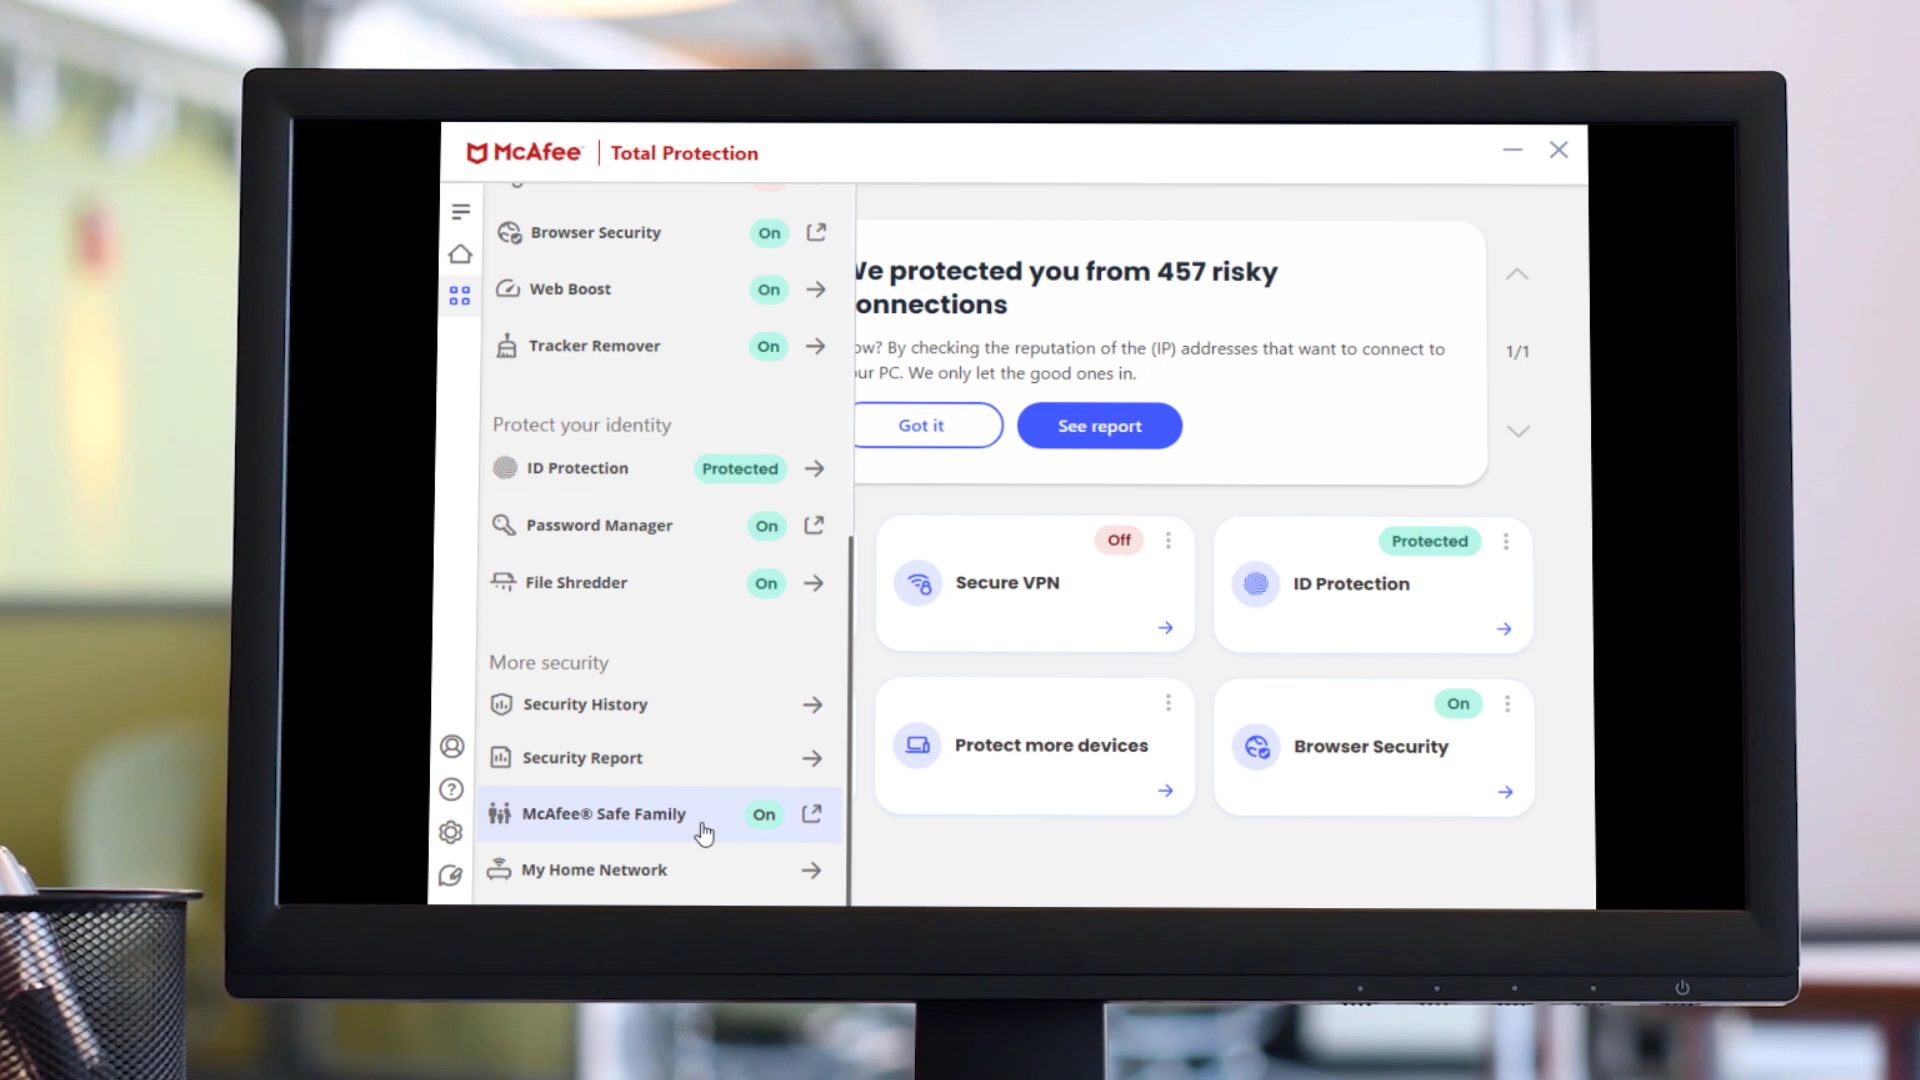 McAfee | Total Protection
Browser Security On
Web Boost On
Tracker Remover On
Protect your identity
ID Protection Protected
Password Manager On
File Shredder On
More security
Security History
Security Report
McAfee® Safe Family On
My Home Network
We protected you from 457 risky
onnections
ow? By checking the reputation of the (IP) addresses that want to connect to
ur PC. We only let the good ones in.
Got it
See report
1/1
Off
Secure VPN
Protected
ID Protection
Protect more devices
On
Browser Security